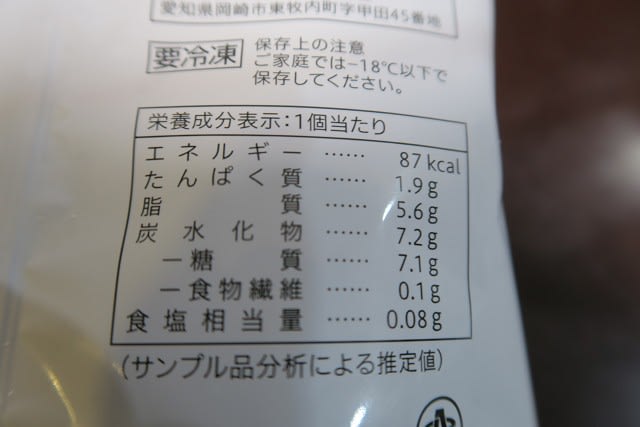 愛知県岡崎市東牧内町字甲田45番地
要冷凍
保存上の注意
ご家庭では-18℃以下で
保存してください。
栄養成分表示:1個当たり
エネルギー …… 87kcal
たんぱく質 …… 1.9g
脂質 …… 5.6g
炭水化物 …… 7.2g
ー糖質 …… 7.1g
ー食物繊維 …… 0.1g
食塩相当量 …… 0.08g
(サンプル品分析による推定値)